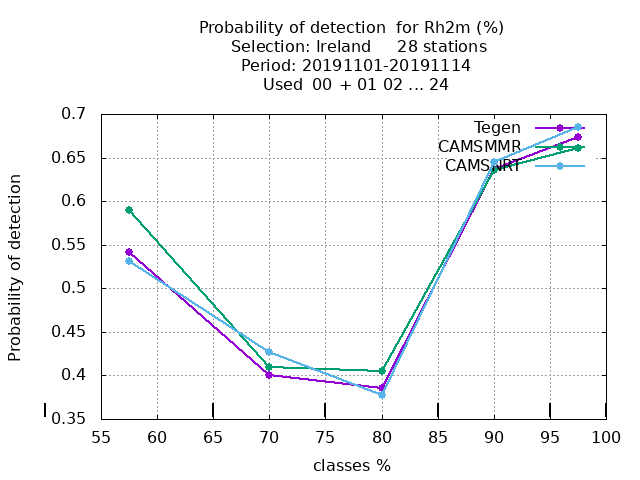 Probability of detection  for Rh2m (%)
Selection: Ireland     28 stations
Period: 20191101-20191114
Used  00 + 01 02 ... 24
Probability of detection
0.7
0.65
0.6
0.55
0.5
0.45
0.4
0.35
Tegen
CAMSMMR
CAMSNRT
55 60 65 70 75 80 85 90 95 100
classes %